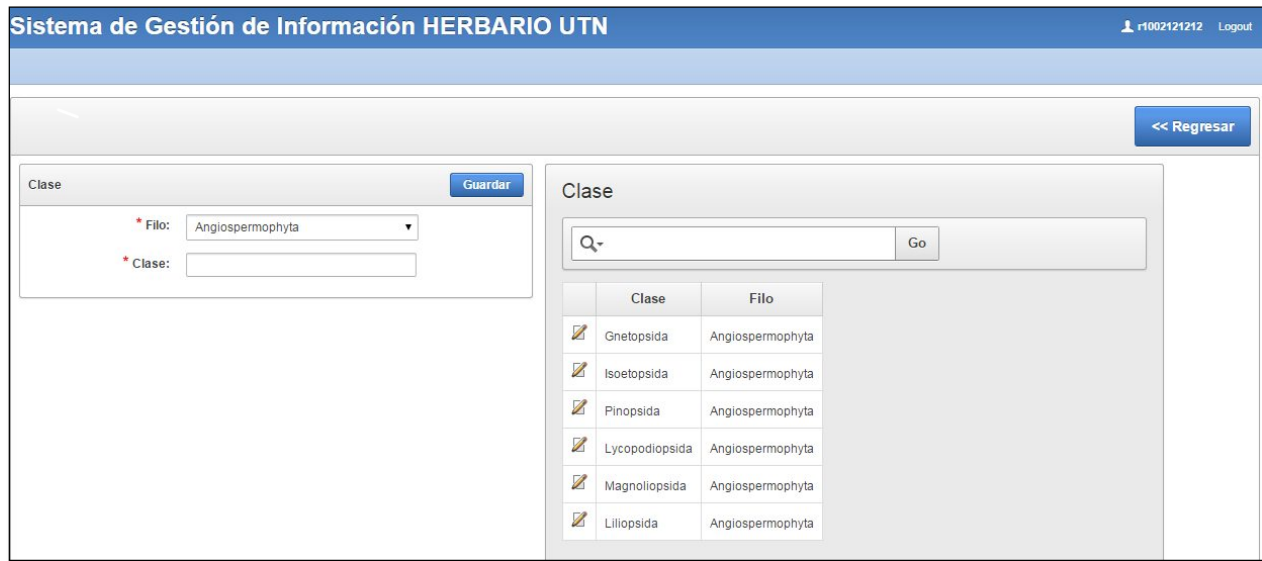 Sistema de Gestión de Información HERBARIO UTN r1002121212 Logout
<< Regresar
Clase Guardar
* Filo: Angiospermophyta
* Clase:
Clase
Go
Clase Filo
Gnetopsida Angiospermophyta
Isoetopsida Angiospermophyta
Pinopsida Angiospermophyta
Lycopodiopsida Angiospermophyta
Magnoliopsida Angiospermophyta
Liliopsida Angiospermophyta